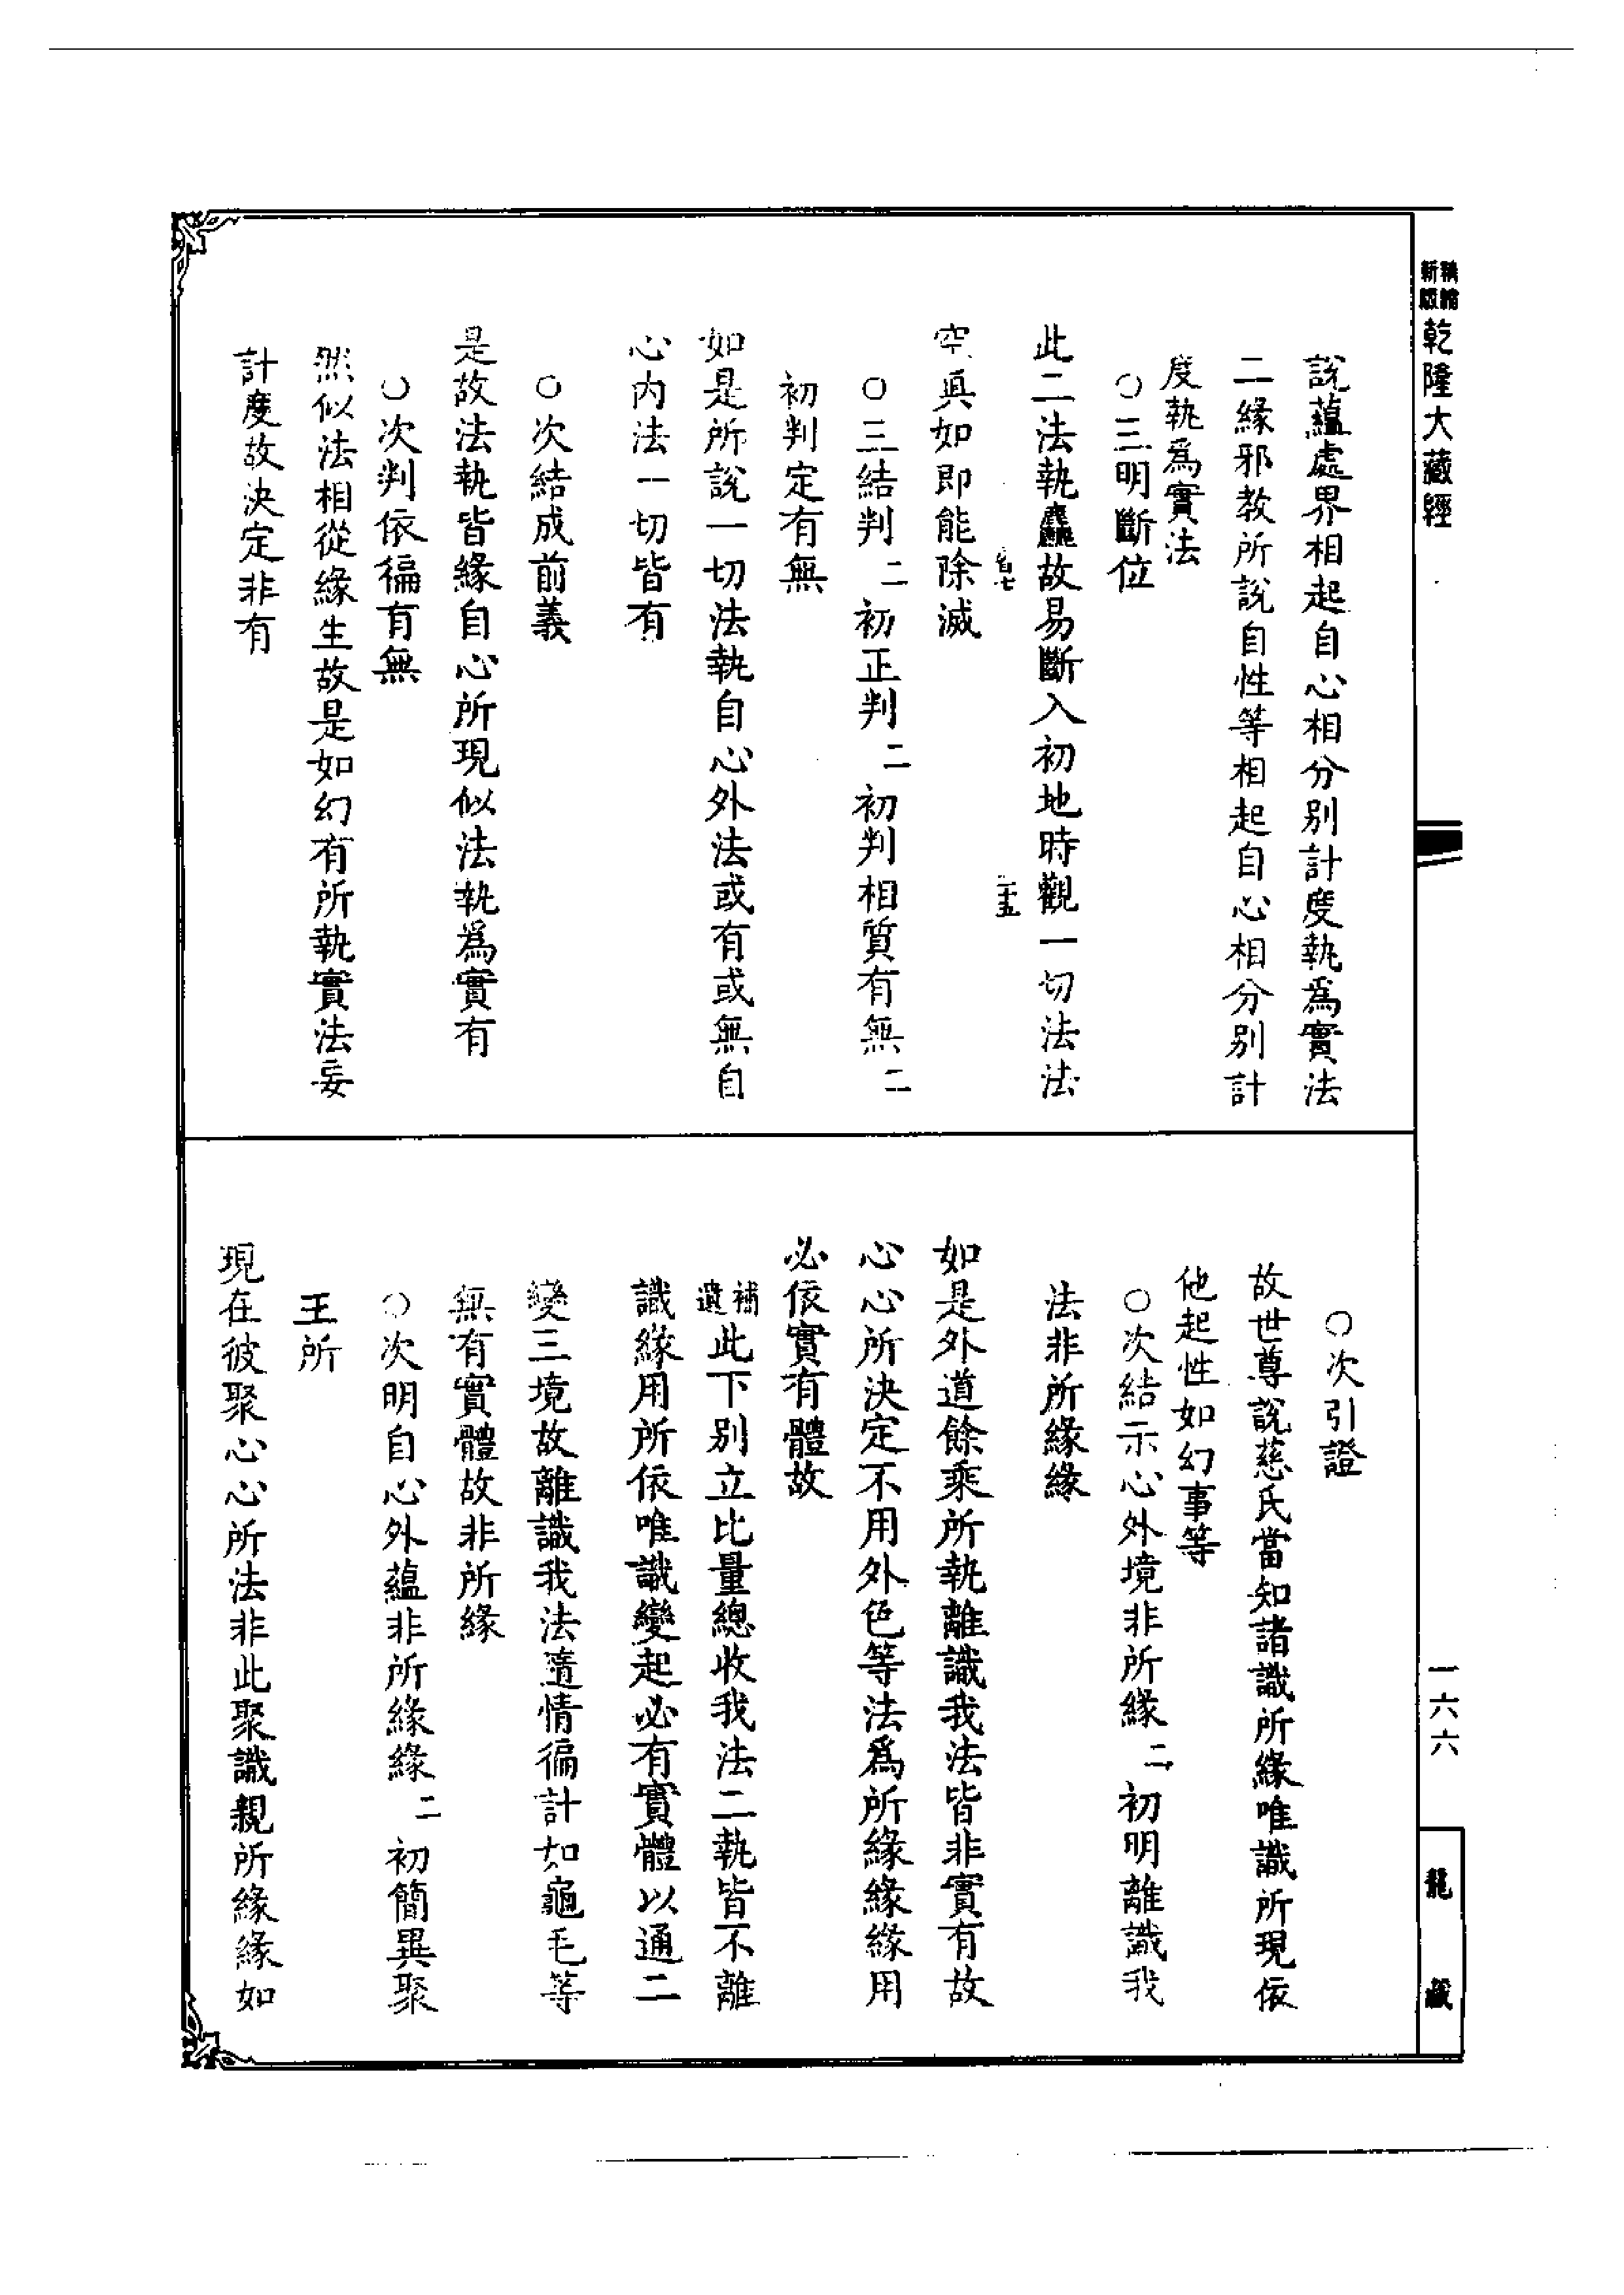 新版精縮乾隆大藏經
說蘊處界相起自心相分別計度執為實法
二緣邪教所說自性等相起自心相分別計
度執為實法
○三明斷位
此二法執麤故易斷入初地時觀一切法法
空真如即能除滅
○三結判二初正判二初判相質有無二
初判定有無
如是所說一切法執自心外法或有或無自
心內法一切皆有
○次結成前義
是故法執皆緣自心所現似法執為實有
○次判依徧有無
然似法相從緣生故是如幻有所執實法妄
計度故決定非有
○次引證
故世尊說慈氏當知諸識所緣唯識所現依
他起性如幻事等
○次結示心外境非所緣二初明離識我
法非所緣緣
如是外道餘乘所執離識我法皆非實有故
心心所決定不用外色等法為所緣緣緣用
必依實有體故
補遺此下別立比量總收我法二執皆不離
識緣用所依唯識變起必有實體以通二
變三境故離識我法隨情徧計如龜毛等
無有實體故非所緣
○次明自心外蘊非所緣緣二初簡異聚
王所
現在彼聚心心所法非此聚識親所緣緣如
一六六
龍藏